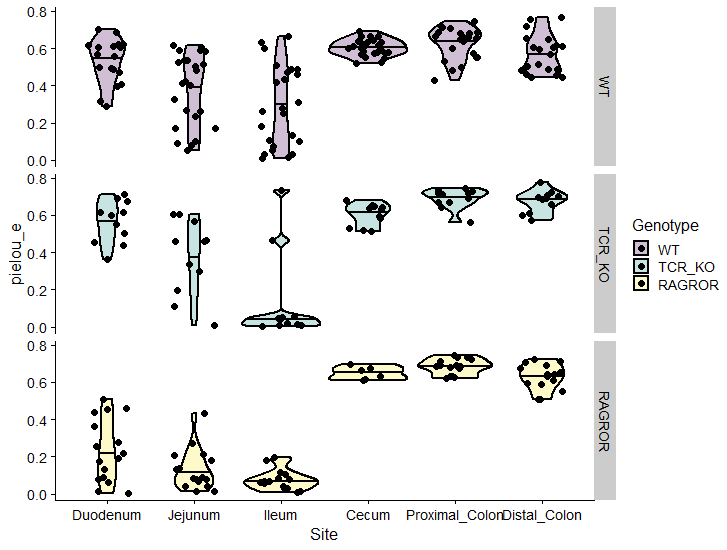 0.8
0.6
0.4
0.2
0.0
WT
0.8
0.6
0.4
0.2
0.0
TCR_KO
0.8
0.6
0.4
0.2
0.0
RAGROR
pielou_e
Duodenum Jejunum Ileum Cecum Proximal_Colon Distal_Colon
Site
Genotype
WT
TCR_KO
RAGROR